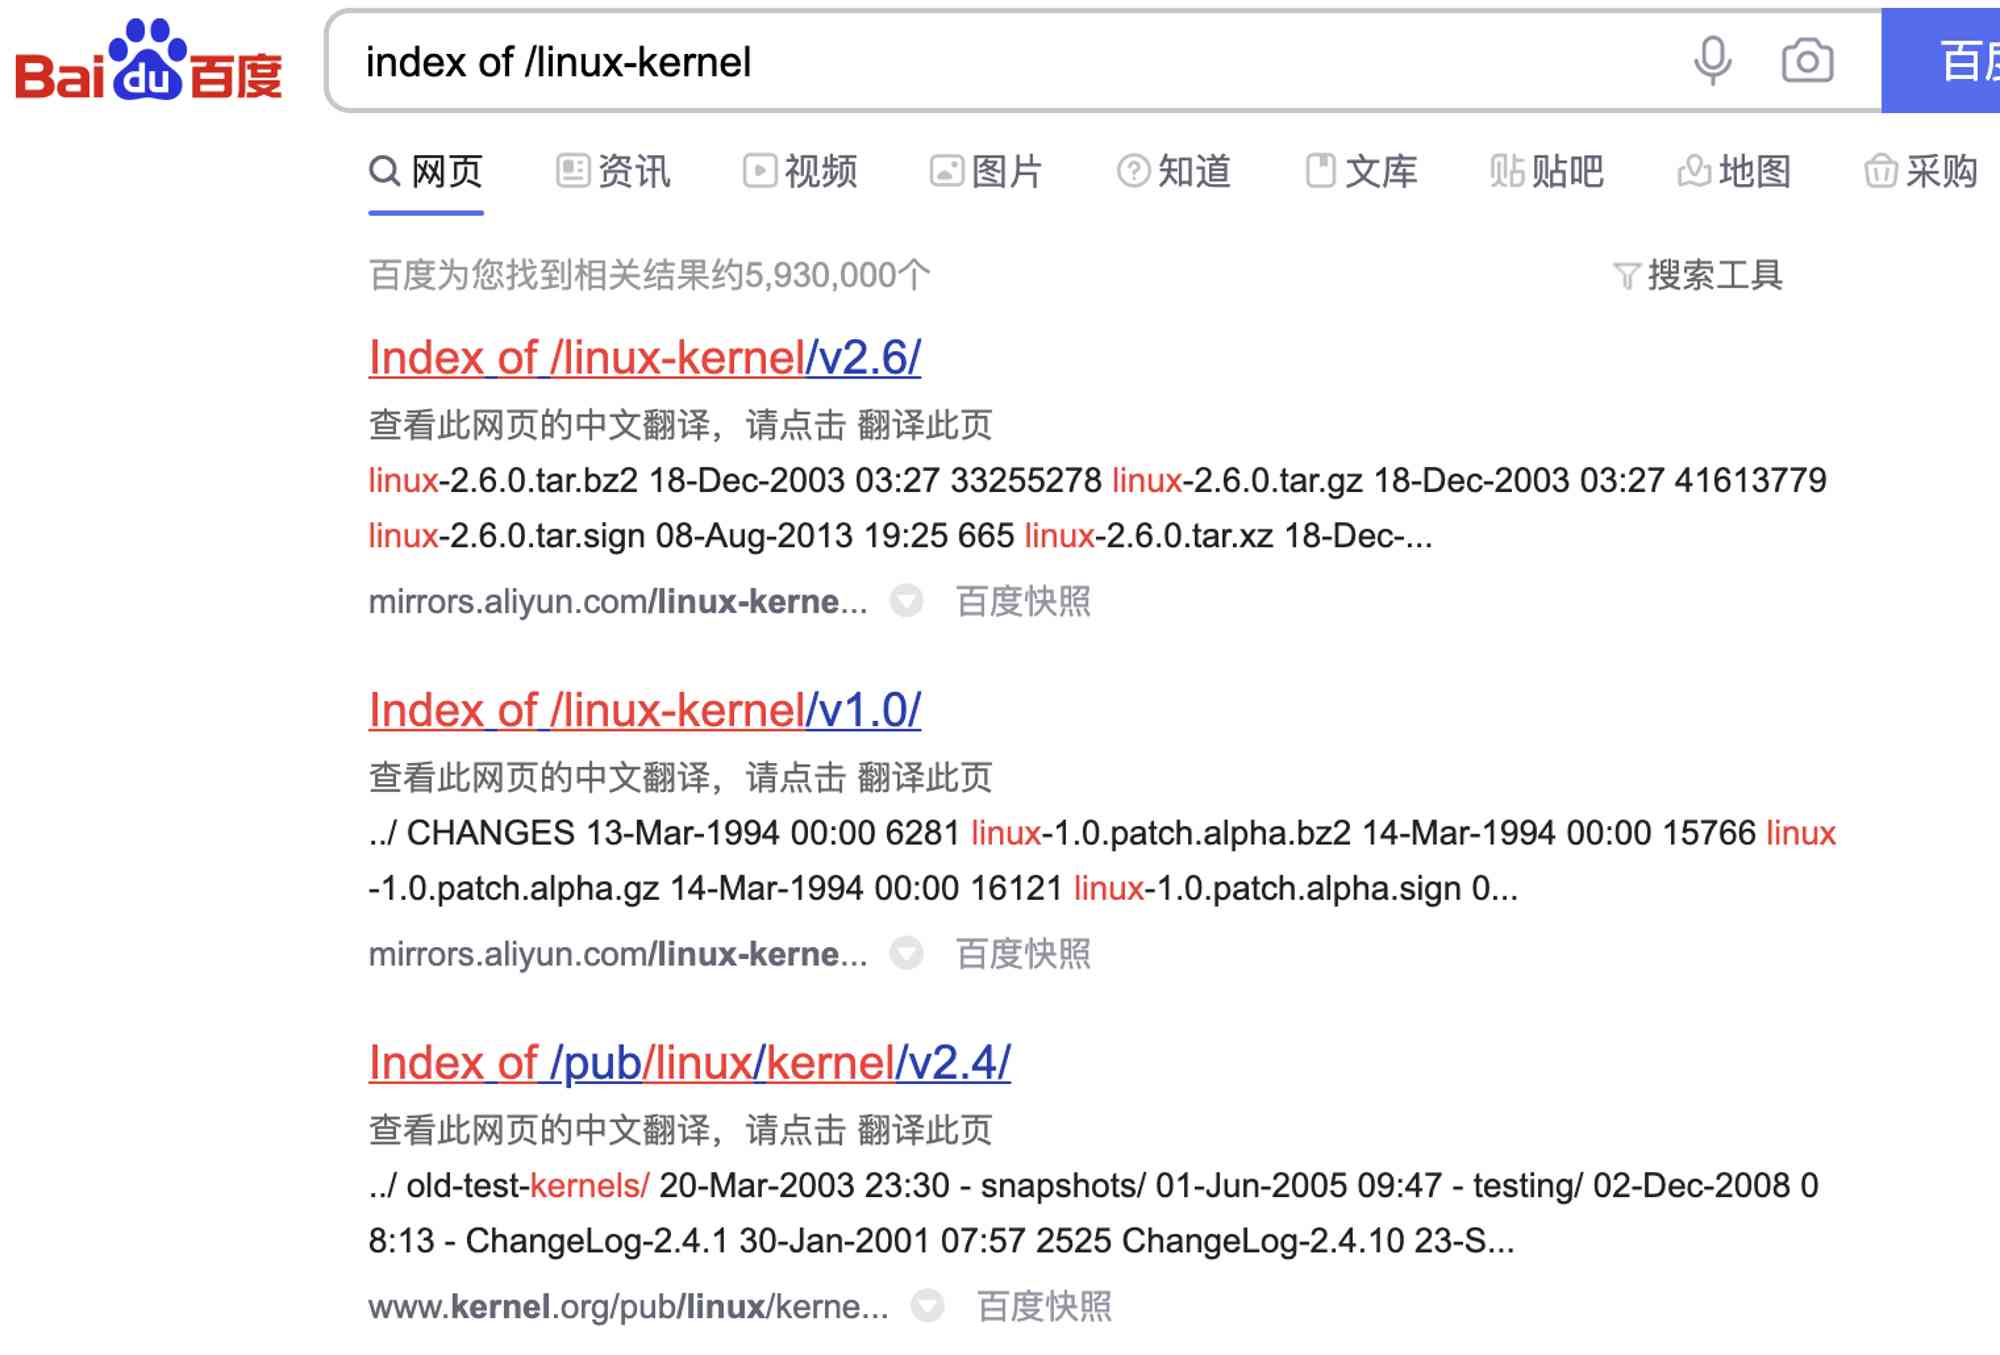 Bai du 百度
index of /linux-kernel
百度
网页 资讯 视频 图片 知道 文库 贴吧 地图 采购
百度为您找到相关结果约5,930,000个 搜索工具
Index of /linux-kernel/v2.6/
查看此网页的中文翻译，请点击 翻译此页
linux-2.6.0.tar.bz2 18-Dec-2003 03:27 33255278 linux-2.6.0.tar.gz 18-Dec-2003 03:27 41613779
linux-2.6.0.tar.sign 08-Aug-2013 19:25 665 linux-2.6.0.tar.xz 18-Dec-...
mirrors.aliyun.com/linux-kerne... 百度快照
Index of /linux-kernel/v1.0/
查看此网页的中文翻译，请点击 翻译此页
../ CHANGES 13-Mar-1994 00:00 6281 linux-1.0.patch.alpha.bz2 14-Mar-1994 00:00 15766 linux
-1.0.patch.alpha.gz 14-Mar-1994 00:00 16121 linux-1.0.patch.alpha.sign 0...
mirrors.aliyun.com/linux-kerne... 百度快照
Index of /pub/linux/kernel/v2.4/
查看此网页的中文翻译，请点击 翻译此页
../ old-test-kernels/ 20-Mar-2003 23:30 - snapshots/ 01-Jun-2005 09:47 - testing/ 02-Dec-2008 0
8:13 - ChangeLog-2.4.1 30-Jan-2001 07:57 2525 ChangeLog-2.4.10 23-S...
www.kernel.org/pub/linux/kerne... 百度快照